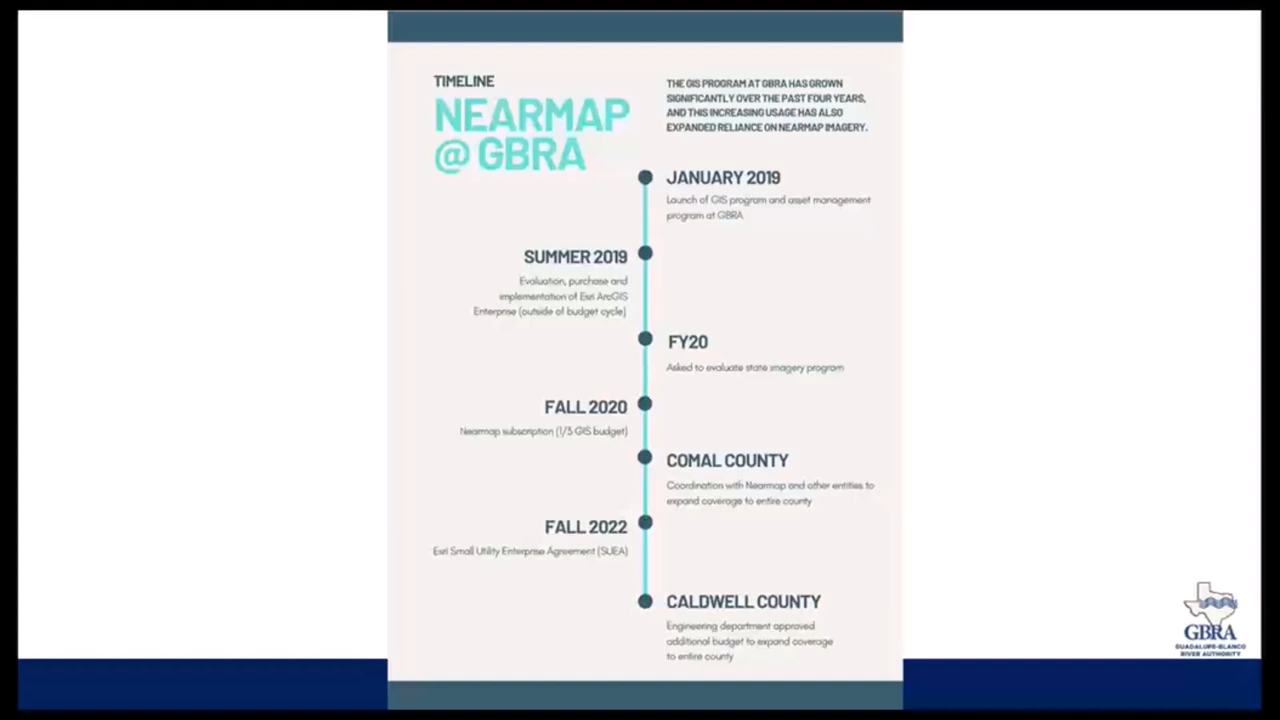 TIMELINE
NEARMAP
@ GBRA
THE GIS PROGRAM AT GBRA HAS GROWN
SIGNIFICANTLY OVER THE PAST FOUR YEARS,
AND THIS INCREASING USAGE HAS ALSO
EXPANDED RELIANCE ON NEARMAP IMAGERY.
JANUARY 2019
Launch of GIS program and asset management
program at GBRA
SUMMER 2019
Evaluation, purchase and
implementation of Esri ArcGIS
Enterprise (outside of budget cycle)
FY20
Asked to evaluate state imagery program
FALL 2020
Nearmap subscription (1/3 GIS budget)
COMAL COUNTY
Coordination with Nearmap and other entities to
expand coverage to entire county
FALL 2022
Esri Small Utility Enterprise Agreement (SUEA)
CALDWELL COUNTY
Engineering department approved
additional budget to expand coverage
to entire county
GBRA
GUADALUPE-BLANCO
RIVER AUTHORITY